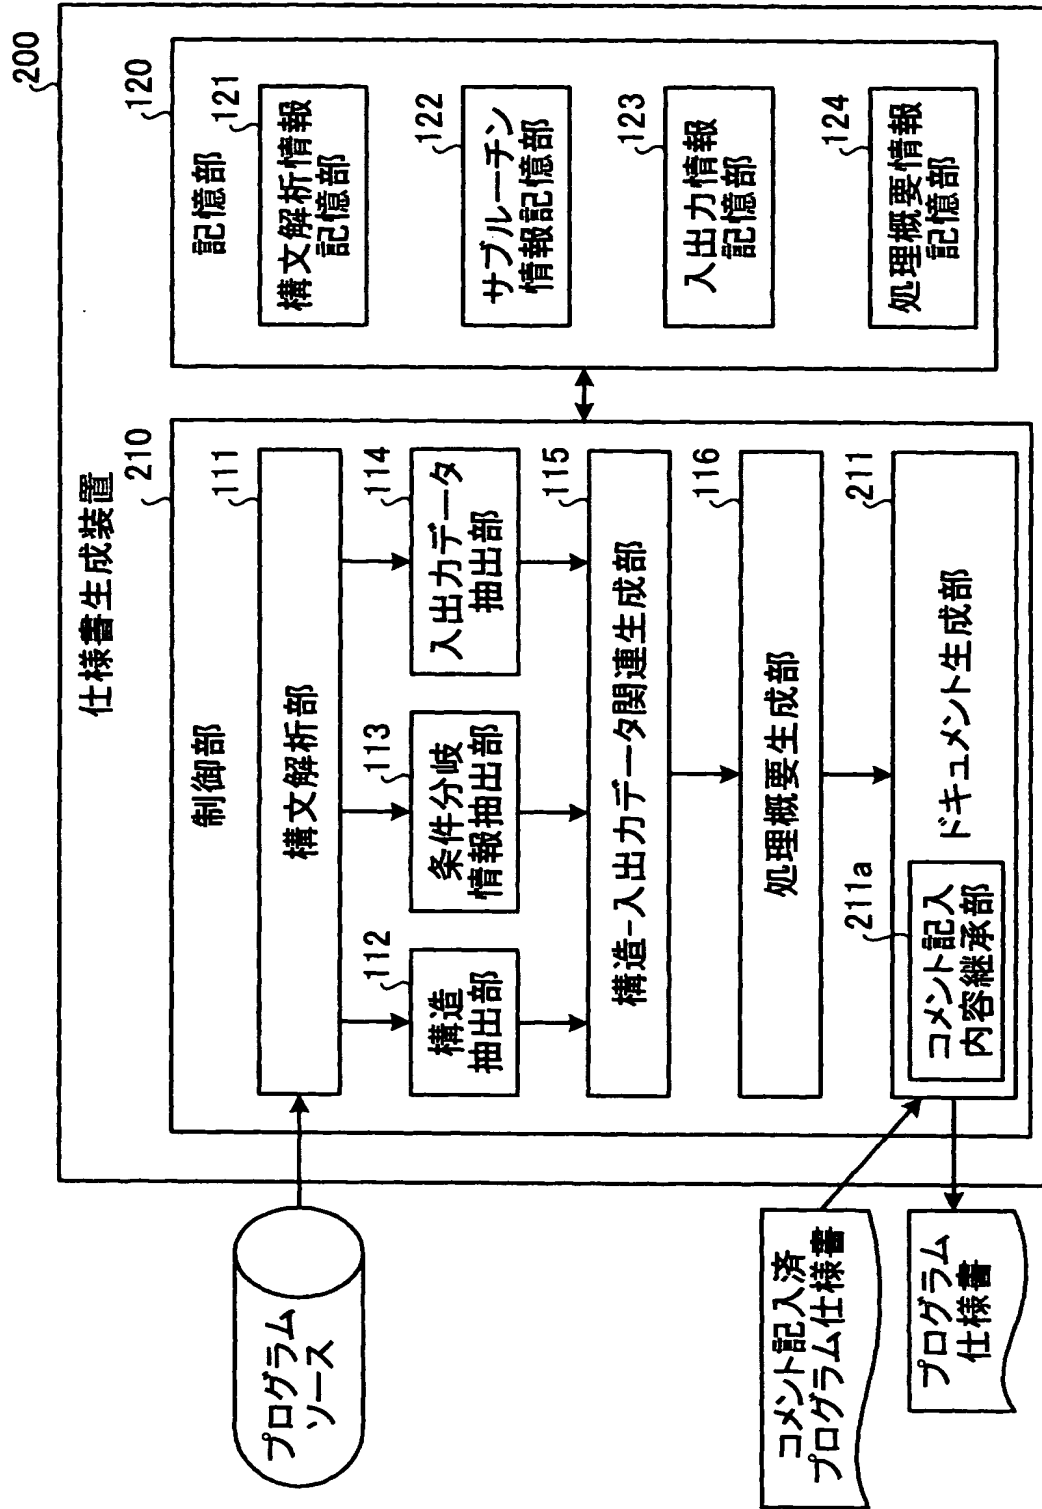 200
仕様書生成装置
210
制御部
111
構文解析部
112
構造
抽出部
113
条件分岐
情報抽出部
114
入出力データ
抽出部
115
構造-入出力データ関連生成部
116
処理概要生成部
211
ドキュメント生成部
211a
コメント記入
内容継承部
120
記憶部
121
構文解析情報
記憶部
122
サブルーチン
情報記憶部
123
入出力情報
記憶部
124
処理概要情報
記憶部
プログラム
ソース
コメント記入済
プログラム仕様書
プログラム
仕様書